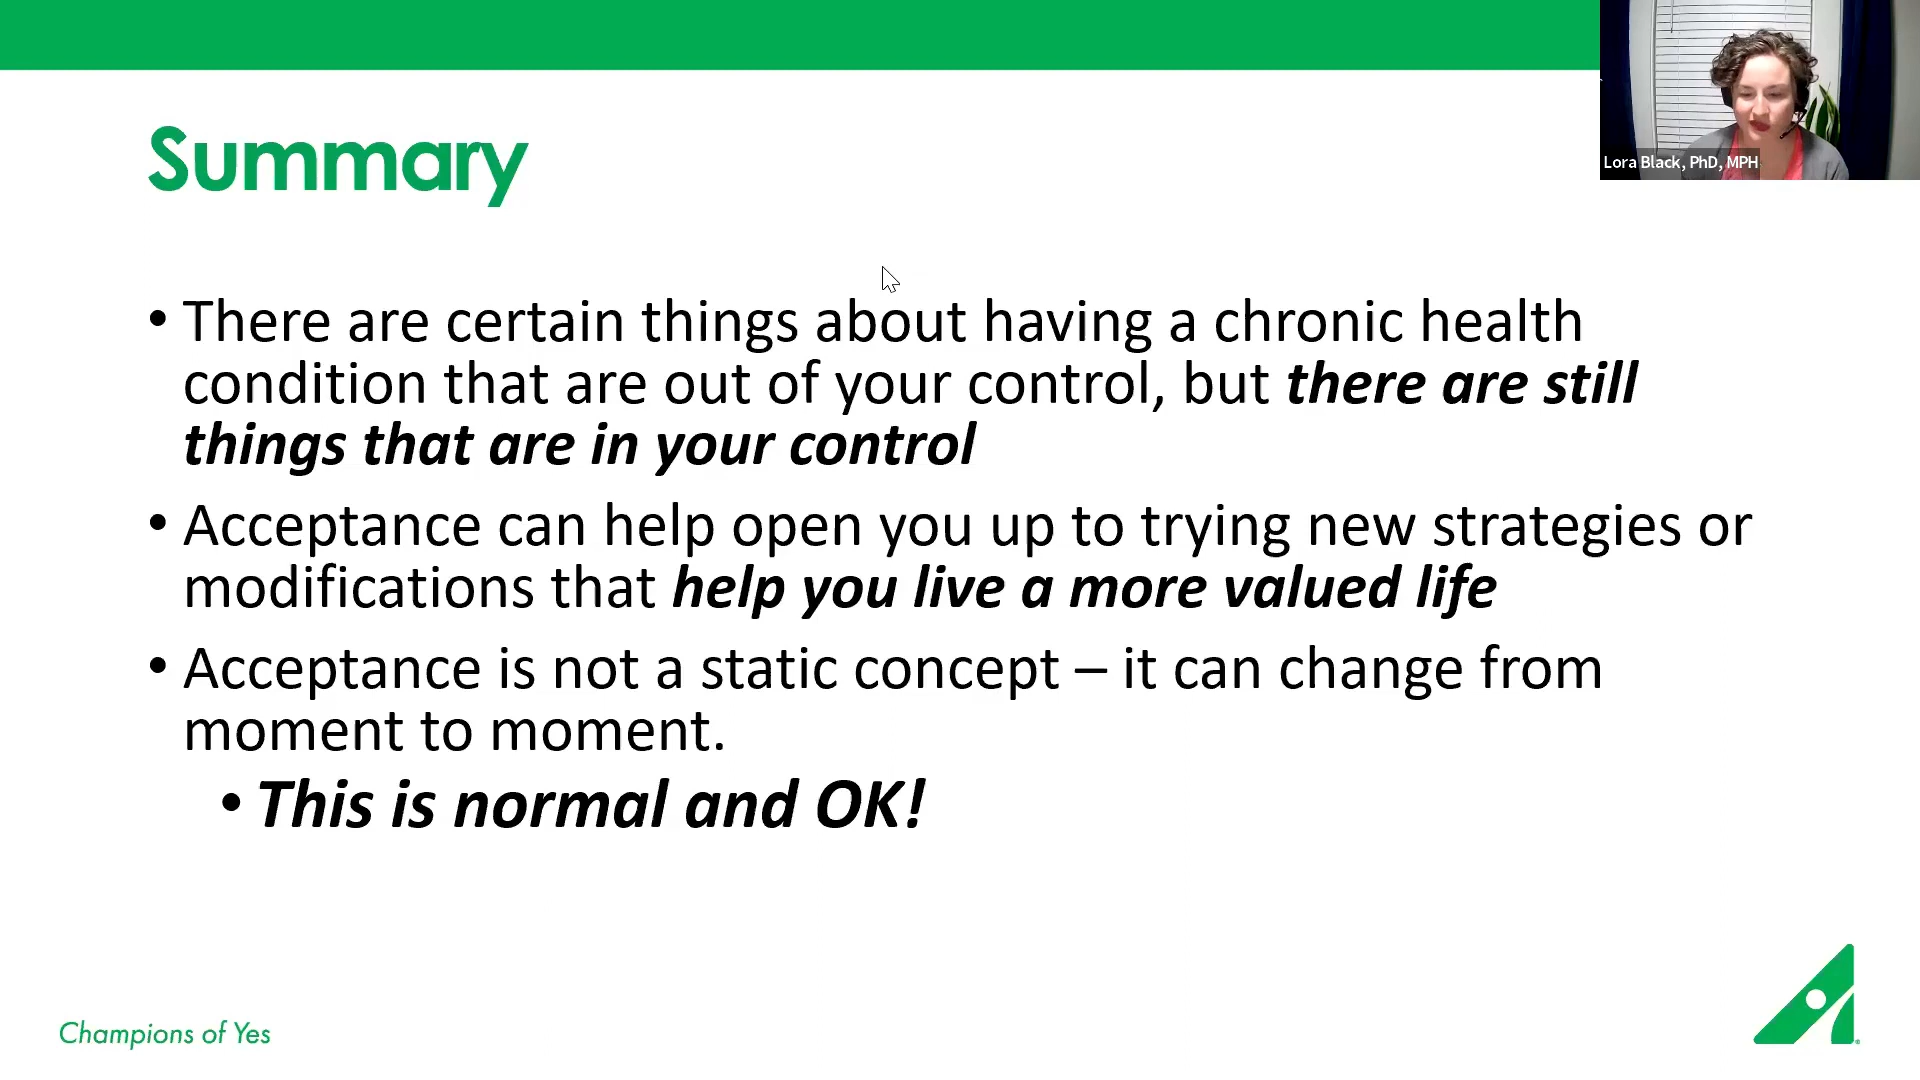 Lora Black, PhD, MPH
Summary
• There are certain things about having a chronic health
condition that are out of your control, but there are still
things that are in your control
• Acceptance can help open you up to trying new strategies or
modifications that help you live a more valued life
• Acceptance is not a static concept – it can change from
moment to moment.
• This is normal and OK!
Champions of Yes